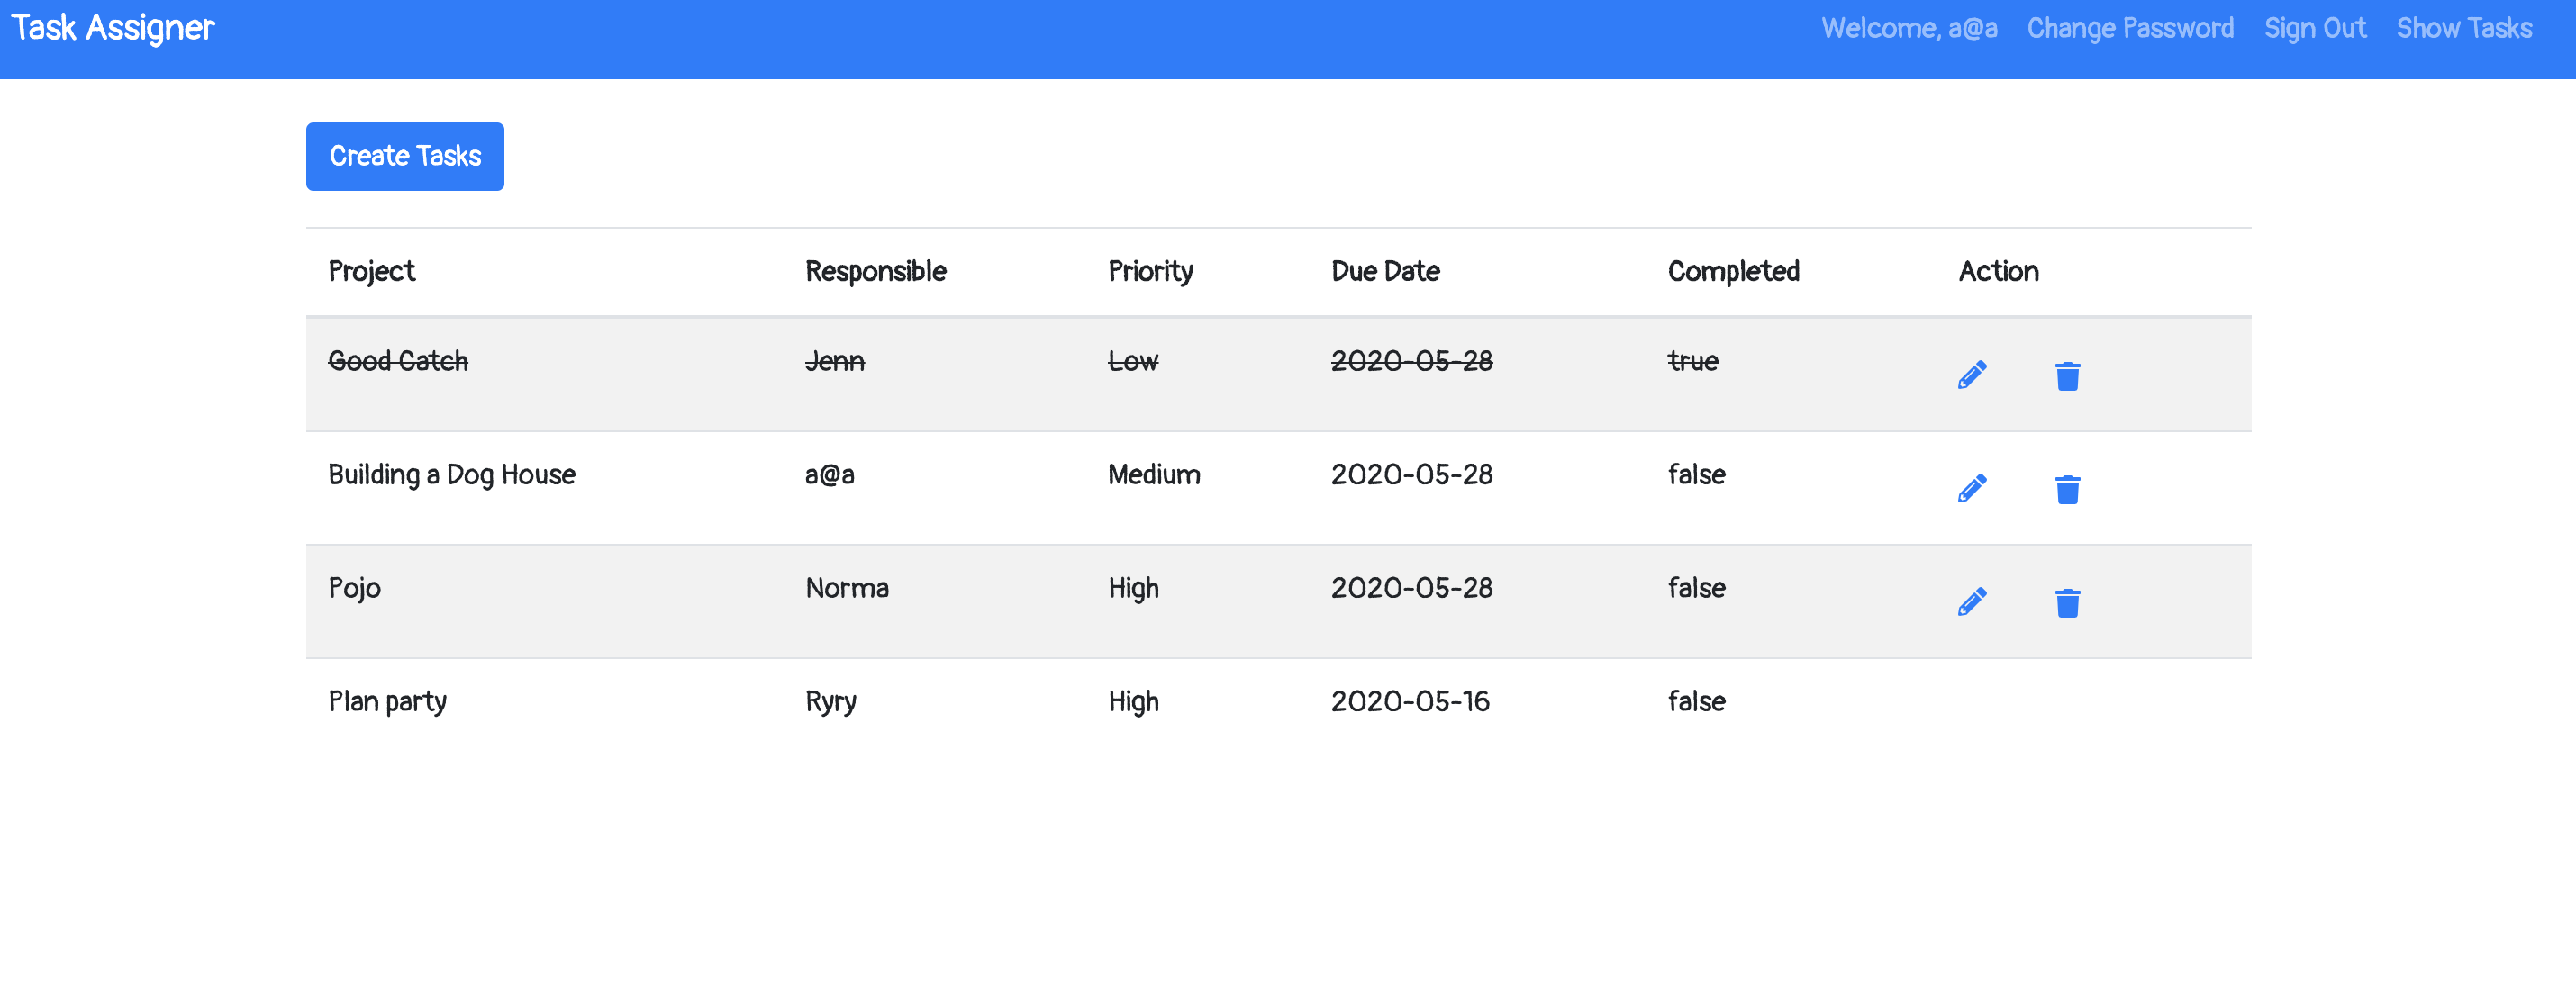 Task Assigner Welcome, a@a Change Password Sign Out Show Tasks
Create Tasks
Project Responsible Priority Due Date Completed Action
Good Catch Jenn Low 2020-05-28 true
Building a Dog House a@a Medium 2020-05-28 false
Pojo Norma High 2020-05-28 false
Plan party Ryry High 2020-05-16 false